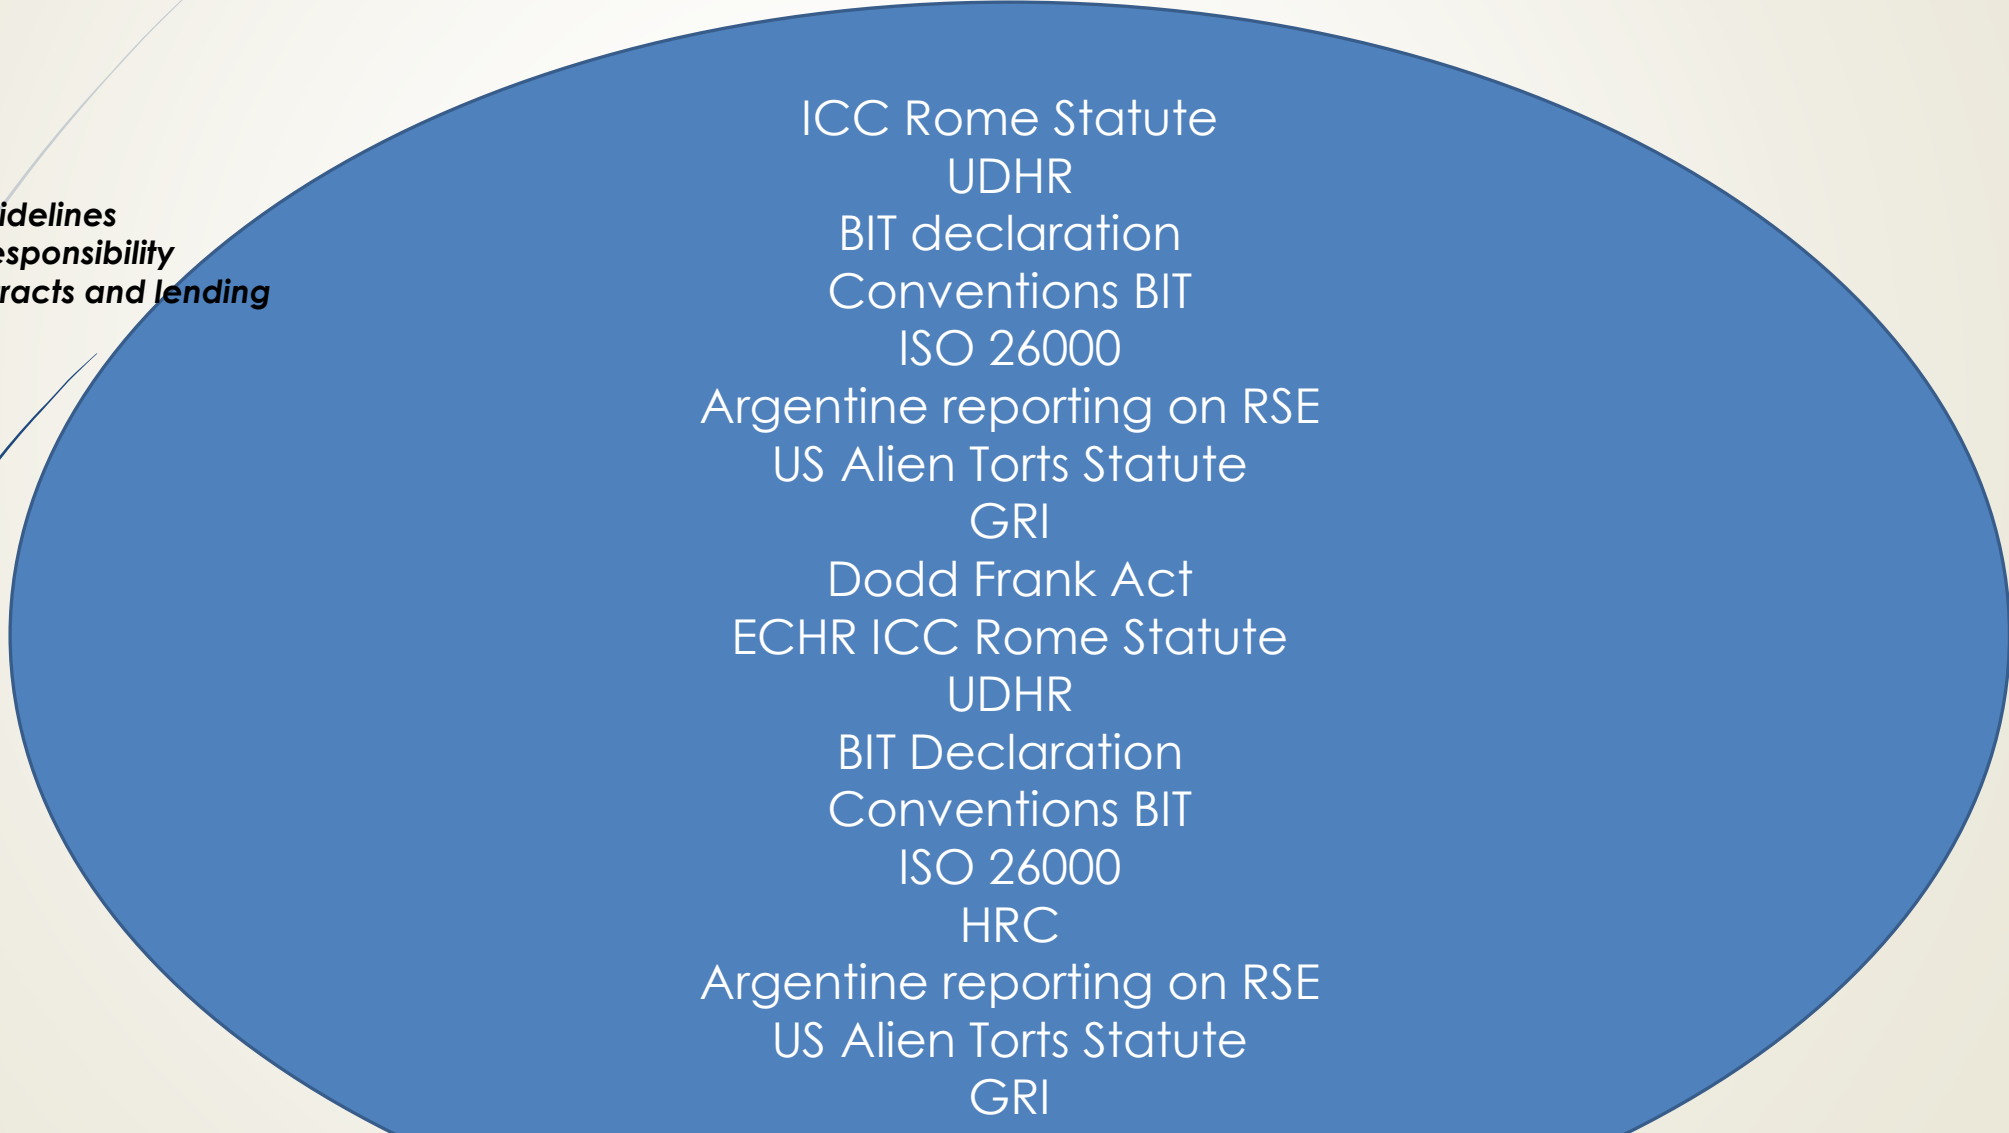 ICC Rome Statute
UDHR
idelines
esponsibility
racts and lending
BIT declaration
Conventions BIT
ISO 26000
Argentine reporting on RSE
US Alien Torts Statute
GRI
Dodd Frank Act
ECHR ICC Rome Statute
UDHR
BIT Declaration
Conventions BIT
ISO 26000
HRC
Argentine reporting on RSE
US Alien Torts Statute
GRI